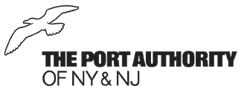 THE PORT AUTHORITY
OF NY & NJ